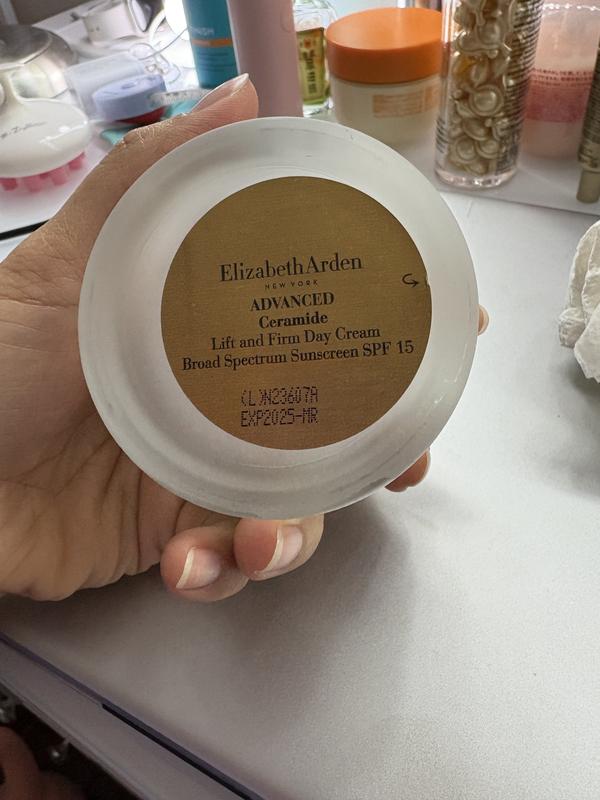 ElizabethArden
NEW YORK
ADVANCED
Ceramide
Lift and Firm Day Cream
Broad Spectrum Sunscreen SPF 15
(L)N23607A
EXP2025-MR